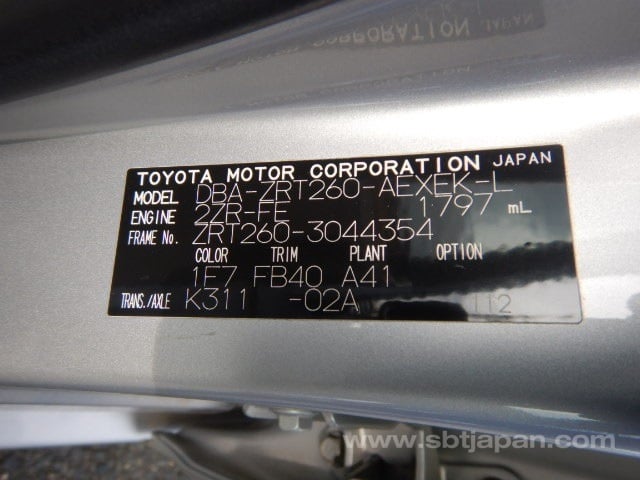 TOYOTA MOTOR CORPORATION JAPAN
MODEL DBA-ZRT260-AEXEK-L
ENGINE 2ZR-FE 1797 mL
FRAME No. ZRT260-3044354
COLOR TRIM PLANT OPTION
1F7 FB40 A41
TRANS./AXLE K311 -02A
112
www.sbtjapan.com